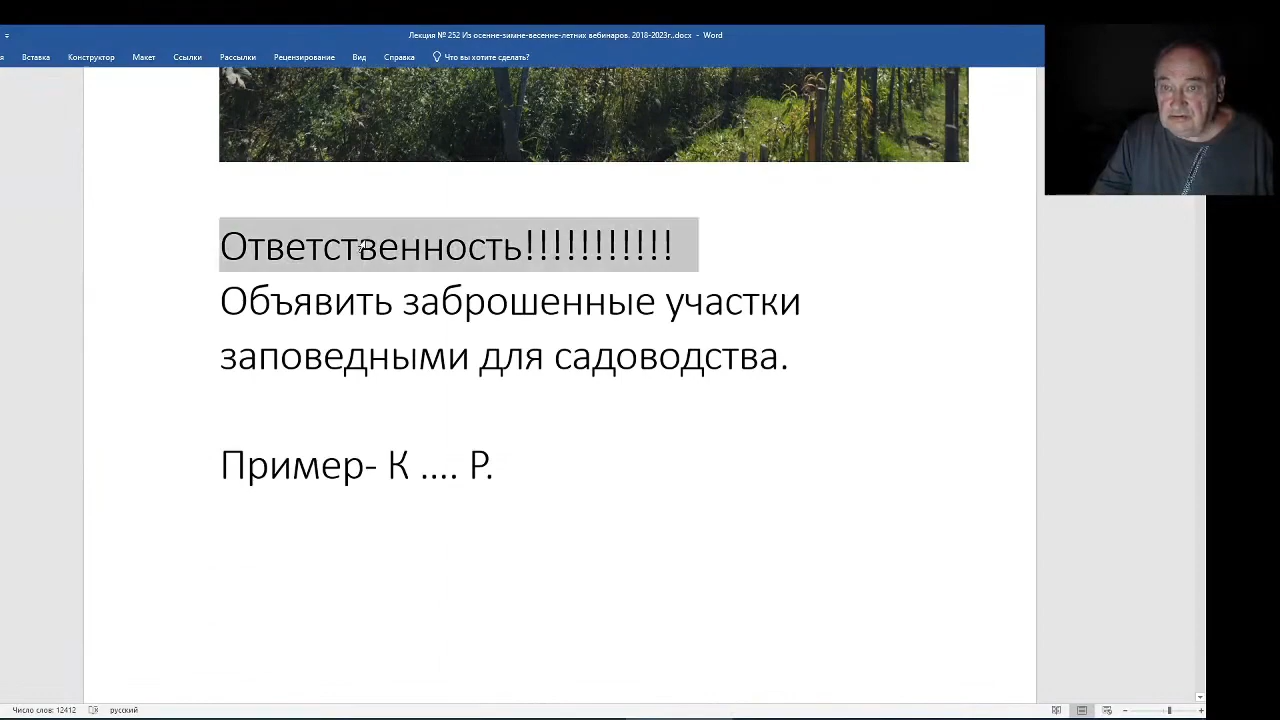 Лекция № 252 Из осенне-зимне-весенне-летних вебинаров. 2018-2023г..docx - Word
я Вставка Конструктор Макет Ссылки Рассылки Рецензирование Вид Справка Что вы хотите сделать?
Ответственность!!!!!!!!!!!
Объявить заброшенные участки
заповедными для садоводства.
Пример- К .... Р.
Число слов: 12412 русский